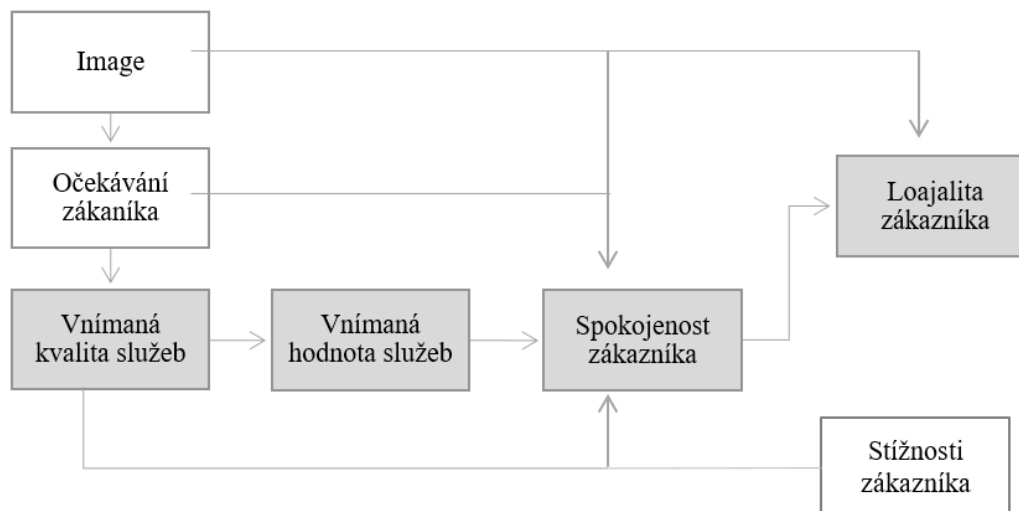 Image
Očekávání
zákaníka
Loajalita
zákazníka
Vnímaná
kvalita služeb
Vnímaná
hodnota služeb
Spokojenost
zákazníka
Stížnosti
zákazníka